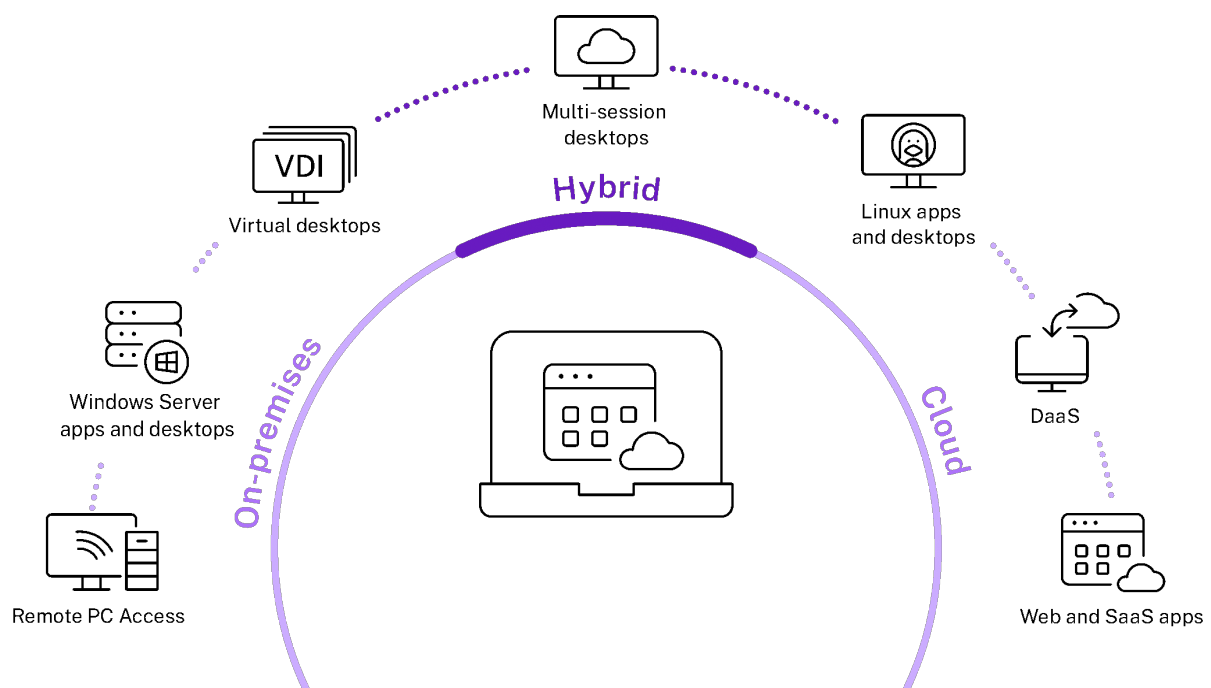 Multi-session
desktops
VDI
Virtual desktops
Hybrid
Linux apps
and desktops
Windows Server
apps and desktops
On-premises
Cloud
DaaS
Remote PC Access
Web and SaaS apps